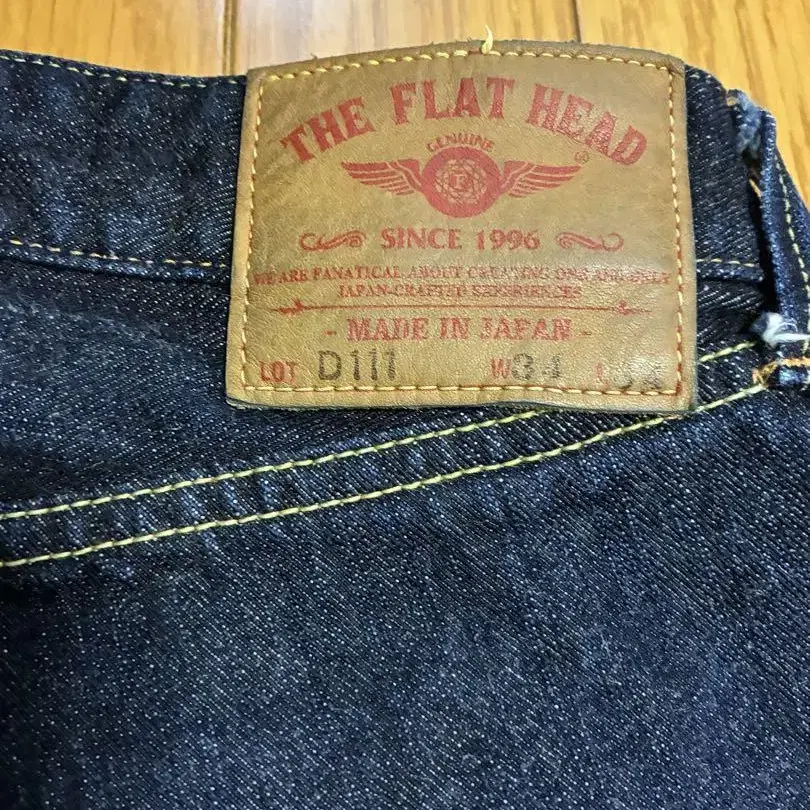 THE FLAT HEAD
GENUINE
F
®
SINCE 1996
WE ARE FANATICAL ABOUT CREATING ONE AND ONLY
JAPAN-CRAFTED EXPERIENCES
- MADE IN JAPAN -
LOT D111 W34 L